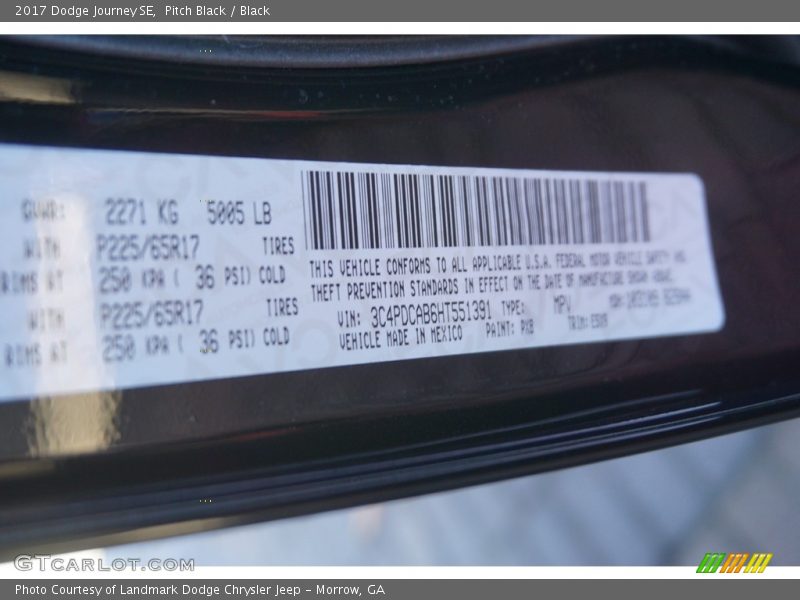 2017 Dodge Journey SE, Pitch Black / Black
GVWR: 2271 KG 5005 LB
WITH P225/65R17 TIRES
RIMS AT 250 KPA ( 36 PSI) COLD
WITH P225/65R17 TIRES
RIMS AT 250 KPA ( 36 PSI) COLD
THIS VEHICLE CONFORMS TO ALL APPLICABLE U.S.A. FEDERAL MOTOR VEHICLE SAFETY AND
THEFT PREVENTION STANDARDS IN EFFECT ON THE DATE OF MANUFACTURE SHOWN ABOVE.
VIN: 3C4PDCAB6HT551391 TYPE: MPV
VEHICLE MADE IN MEXICO PAINT: PX8 TRIM:
GTCARLOT.COM
Photo Courtesy of Landmark Dodge Chrysler Jeep – Morrow, GA